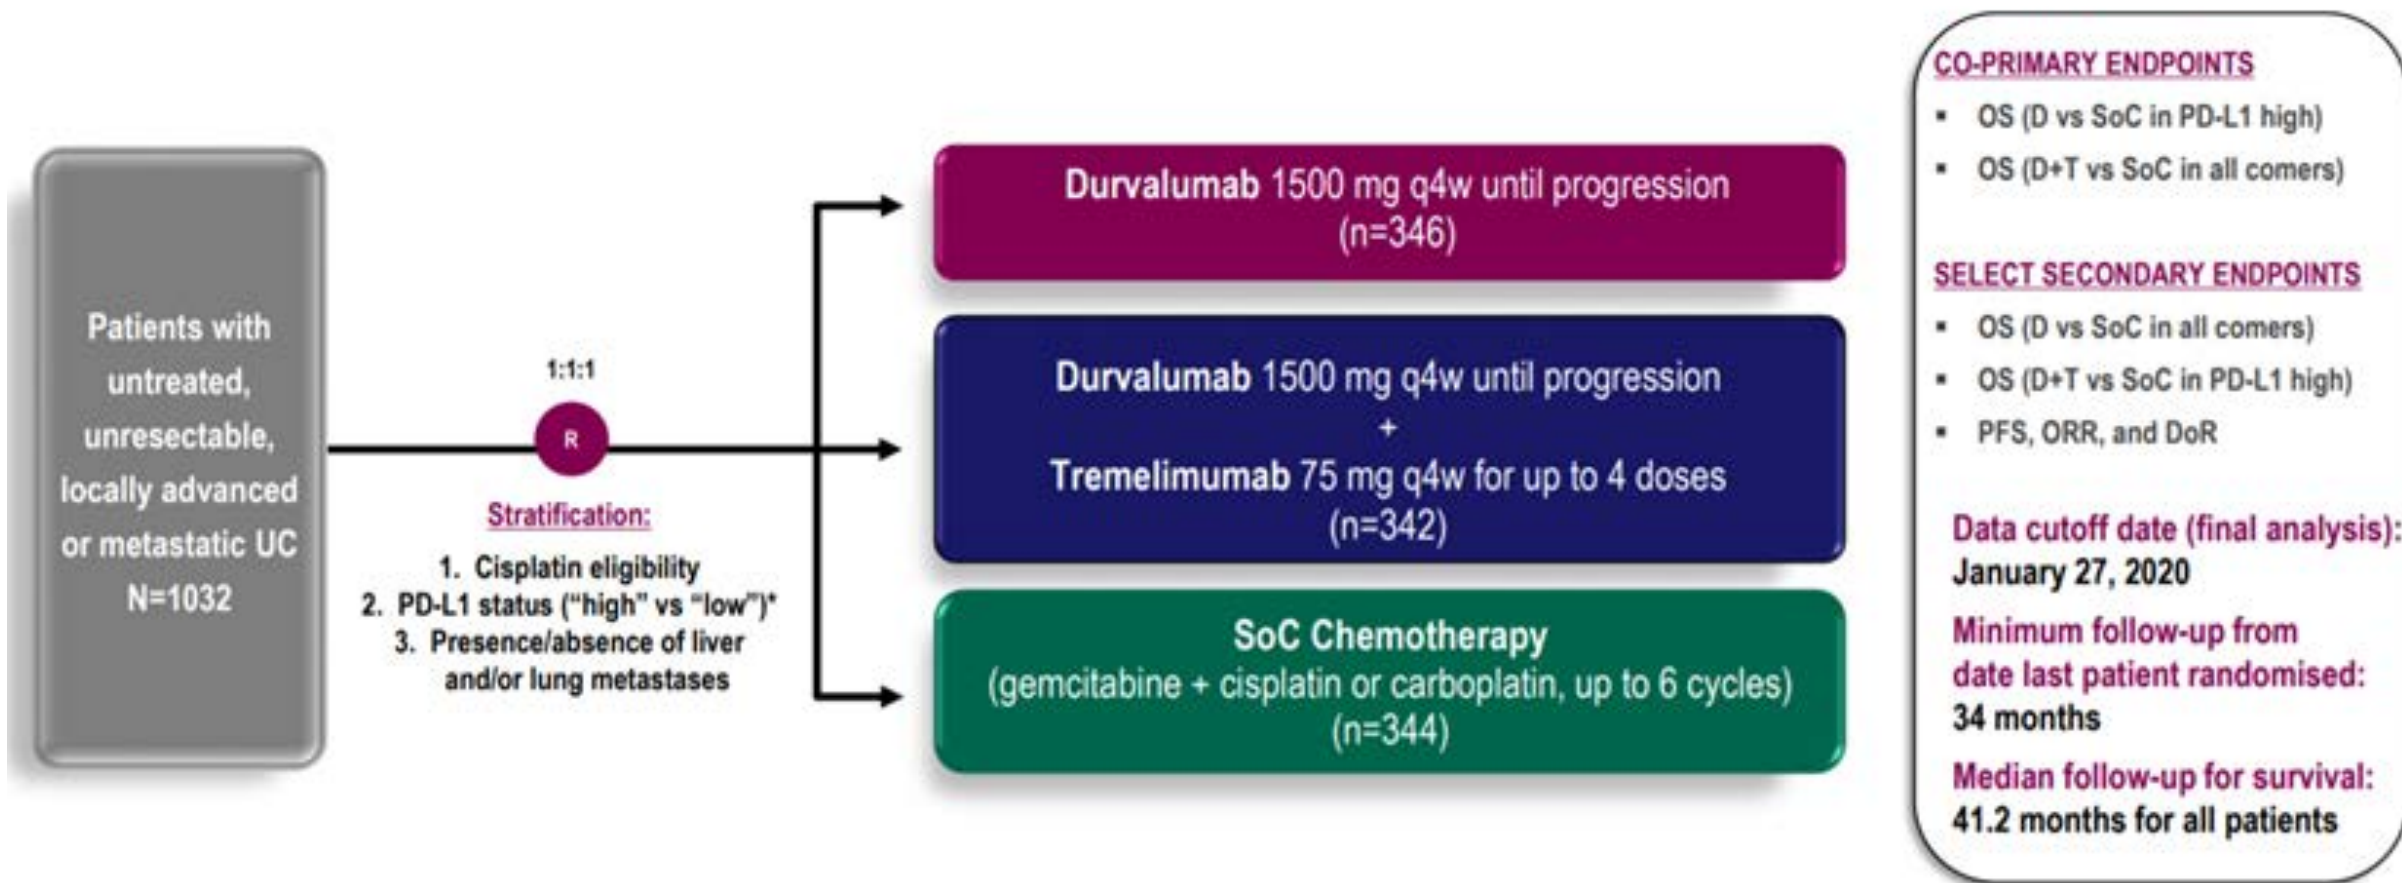 Patients with
untreated,
unresectable,
locally advanced
or metastatic UC
N=1032
1:1:1
R
Stratification:
1. Cisplatin eligibility
2. PD-L1 status (“high” vs “low”)*
3. Presence/absence of liver
and/or lung metastases
Durvalumab 1500 mg q4w until progression
(n=346)
Durvalumab 1500 mg q4w until progression
+
Tremelimumab 75 mg q4w for up to 4 doses
(n=342)
SoC Chemotherapy
(gemcitabine + cisplatin or carboplatin, up to 6 cycles)
(n=344)
CO-PRIMARY ENDPOINTS
▪ OS (D vs SoC in PD-L1 high)
▪ OS (D+T vs SoC in all comers)
SELECT SECONDARY ENDPOINTS
▪ OS (D vs SoC in all comers)
▪ OS (D+T vs SoC in PD-L1 high)
▪ PFS, ORR, and DoR
Data cutoff date (final analysis):
January 27, 2020
Minimum follow-up from
date last patient randomised:
34 months
Median follow-up for survival:
41.2 months for all patients